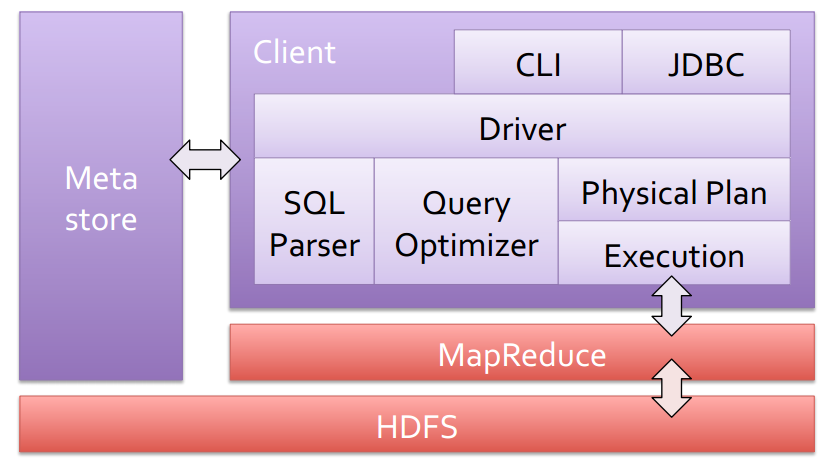 Client
CLI
JDBC
Driver
Meta
store
SQL
Parser
Query
Optimizer
Physical Plan
Execution
MapReduce
HDFS